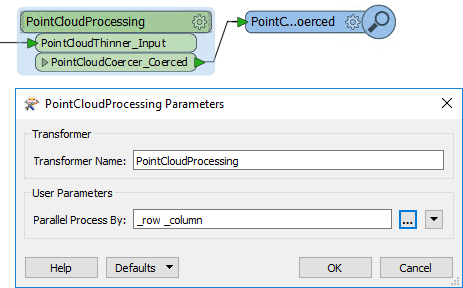 PointCloudProcessing
PointC...oerced
PointCloudThinner_Input
PointCloudCoercer_Coerced
PointCloudProcessing Parameters
Transformer
Transformer Name: PointCloudProcessing
User Parameters
Parallel Process By: _row _column ...
Help Defaults OK Cancel